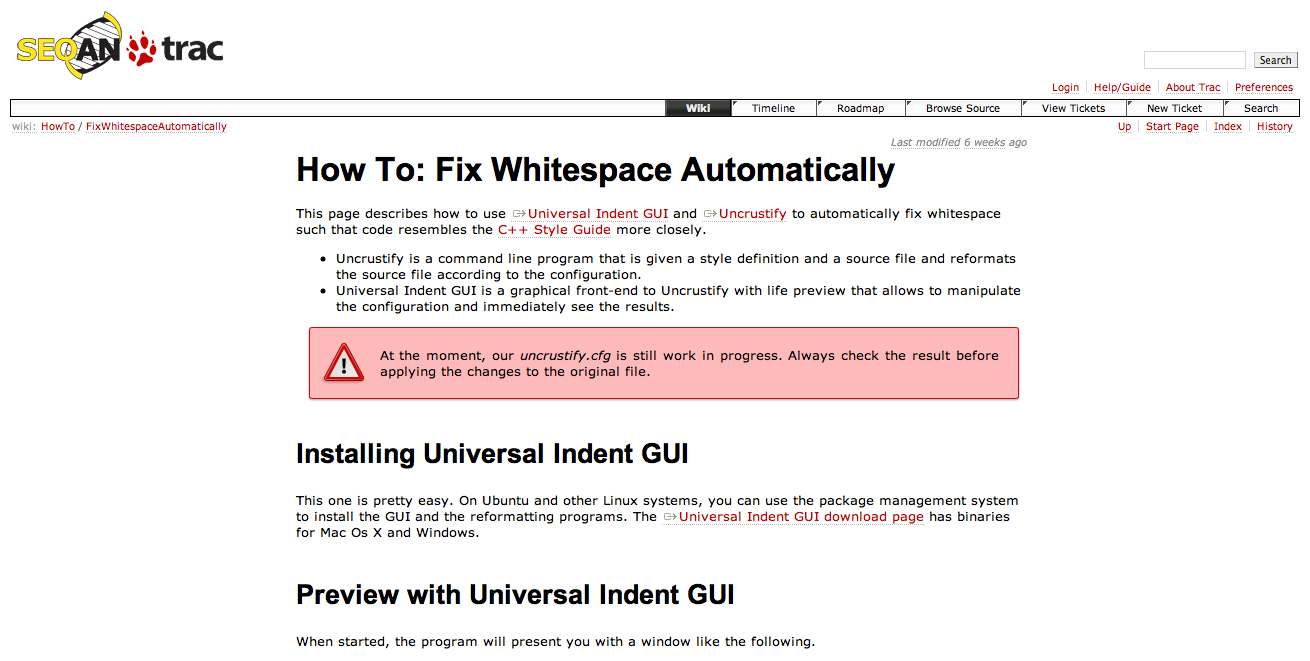 SEQAN trac
Search
Login Help/Guide About Trac Preferences
Wiki Timeline Roadmap Browse Source View Tickets New Ticket Search
wiki: HowTo / FixWhitespaceAutomatically Up Start Page Index History
Last modified 6 weeks ago
How To: Fix Whitespace Automatically
This page describes how to use Universal Indent GUI and Uncrustify to automatically fix whitespace
such that code resembles the C++ Style Guide more closely.
• Uncrustify is a command line program that is given a style definition and a source file and reformats
the source file according to the configuration.
• Universal Indent GUI is a graphical front-end to Uncrustify with life preview that allows to manipulate
the configuration and immediately see the results.
At the moment, our uncrustify.cfg is still work in progress. Always check the result before
applying the changes to the original file.
Installing Universal Indent GUI
This one is pretty easy. On Ubuntu and other Linux systems, you can use the package management system
to install the GUI and the reformatting programs. The Universal Indent GUI download page has binaries
for Mac Os X and Windows.
Preview with Universal Indent GUI
When started, the program will present you with a window like the following.